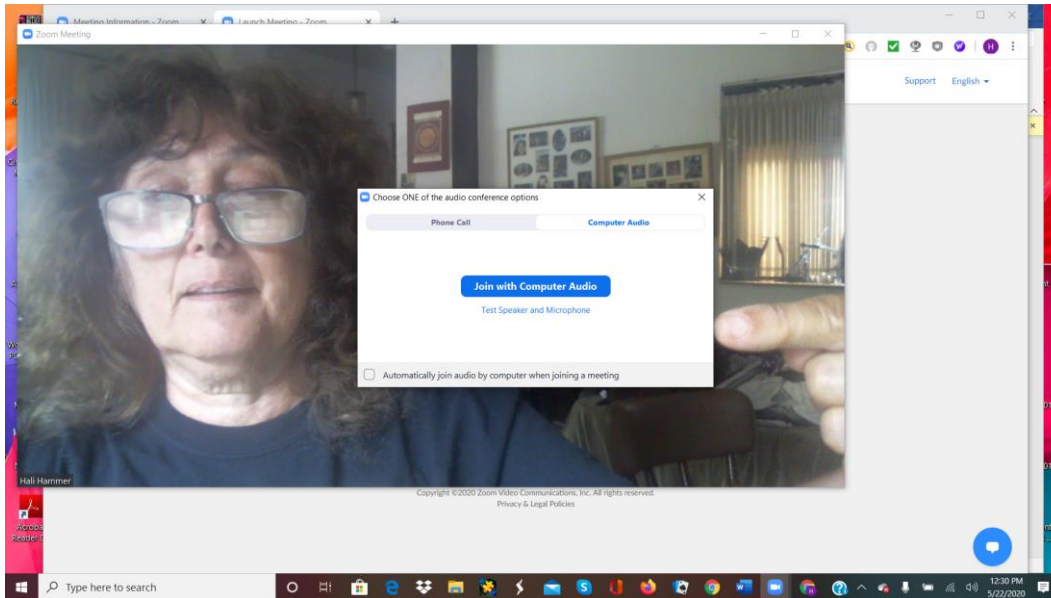 Meeting Information - Zoom
Launch Meeting - Zoom
Zoom Meeting
Support English
Choose ONE of the audio conference options
Phone Call Computer Audio
Join with Computer Audio
Test Speaker and Microphone
Automatically join audio by computer when joining a meeting
Hali Hammer
Copyright ©2020 Zoom Video Communications, Inc. All rights reserved.
Privacy & Legal Policies
Type here to search
12:30 PM
5/22/2020